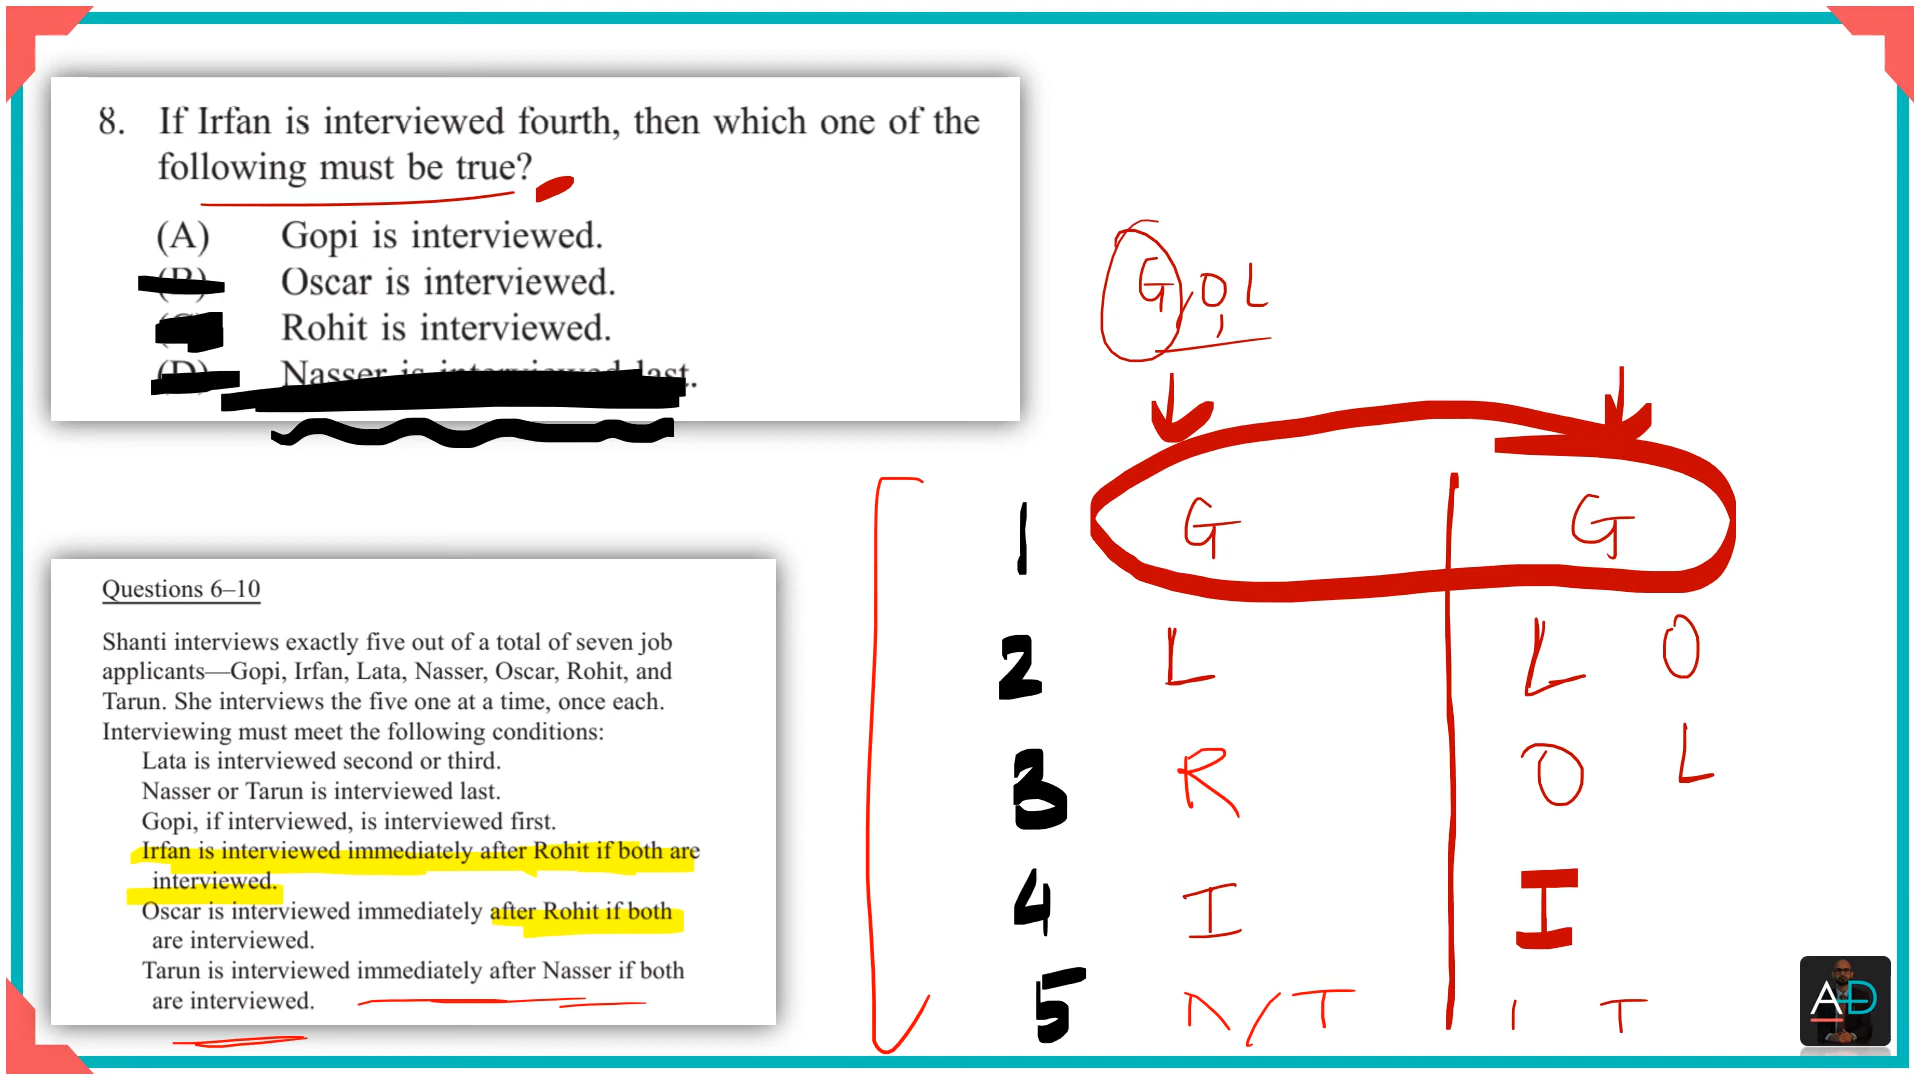 8. If Irfan is interviewed fourth, then which one of the
following must be true?
(A) Gopi is interviewed.
(B) Oscar is interviewed.
Rohit is interviewed.
(D) Nasser is interviewed last.
G, O, L
1 G G
2 L L O
3 R O L
4 I I
5 N/T T
Questions 6–10
Shanti interviews exactly five out of a total of seven job
applicants—Gopi, Irfan, Lata, Nasser, Oscar, Rohit, and
Tarun. She interviews the five one at a time, once each.
Interviewing must meet the following conditions:
Lata is interviewed second or third.
Nasser or Tarun is interviewed last.
Gopi, if interviewed, is interviewed first.
Irfan is interviewed immediately after Rohit if both are
interviewed.
Oscar is interviewed immediately after Rohit if both
are interviewed.
Tarun is interviewed immediately after Nasser if both
are interviewed.
AD